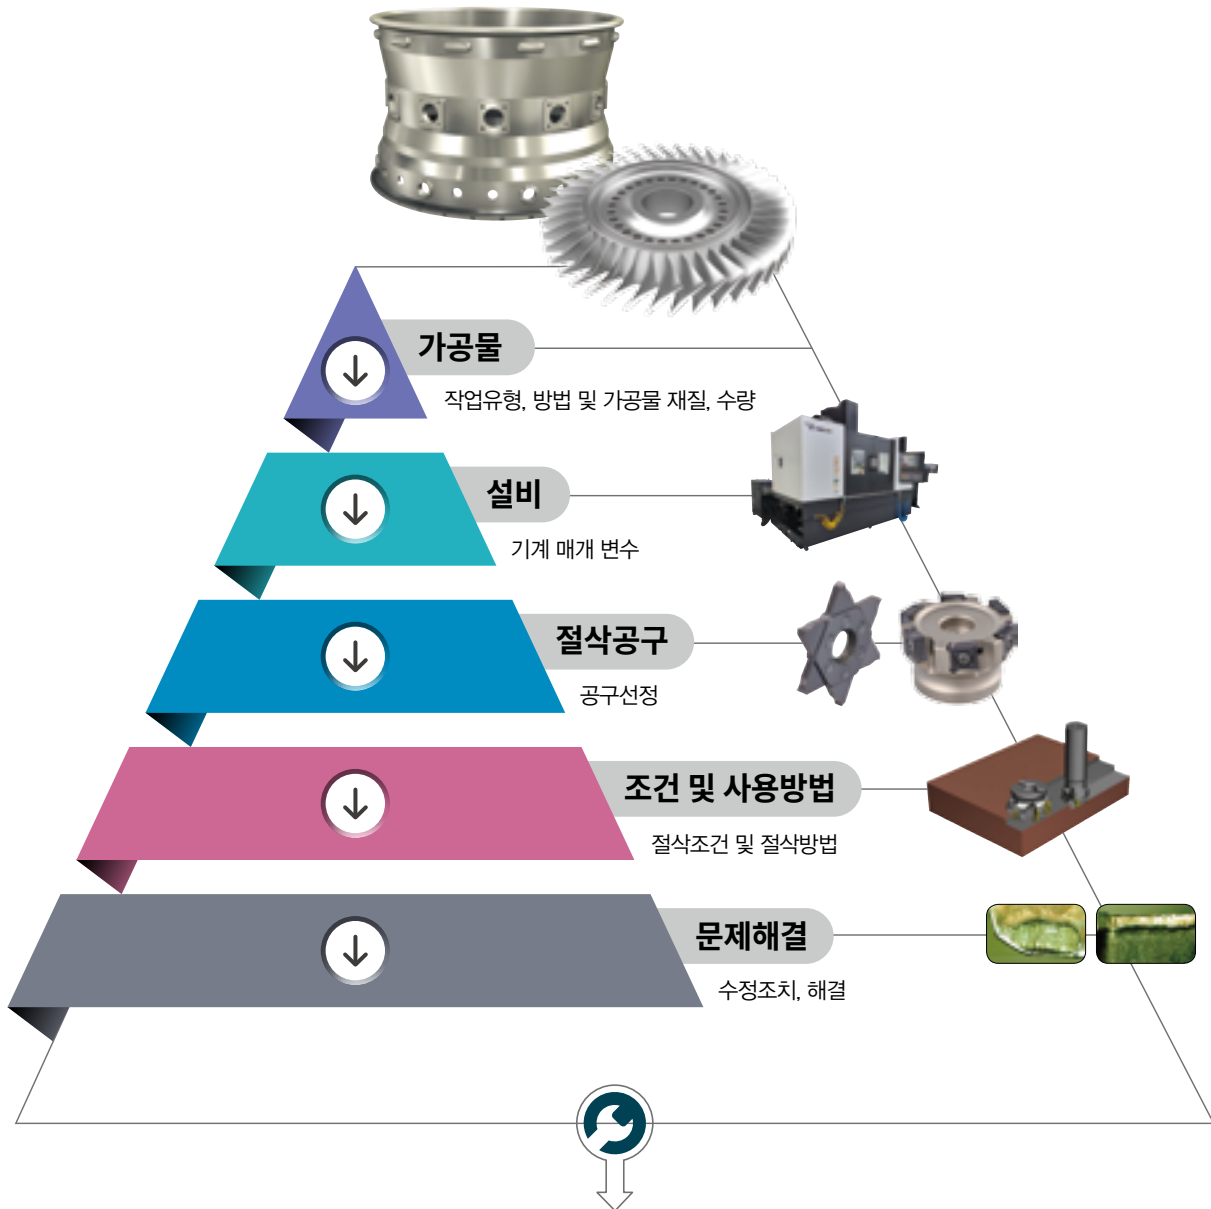 가공물
작업유형, 방법 및 가공물 재질, 수량
설비
기계 매개 변수
절삭공구
공구선정
조건 및 사용방법
절삭조건 및 절삭방법
문제해결
수정조치, 해결